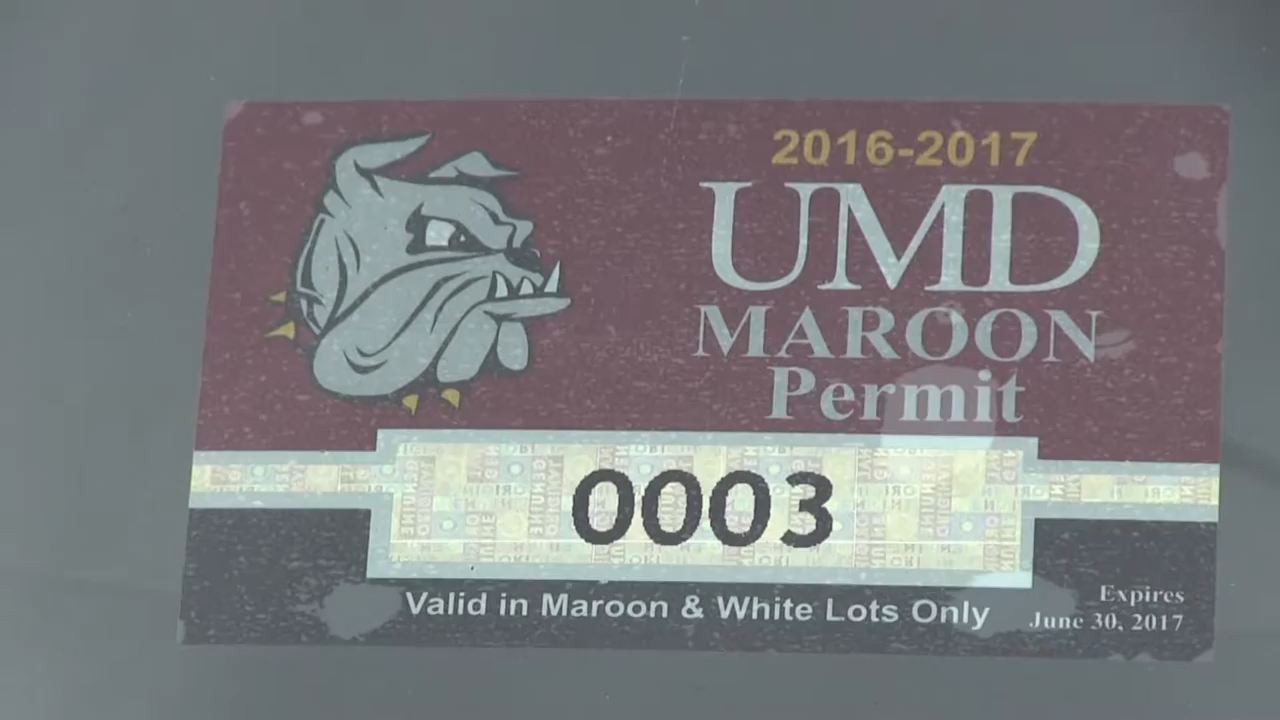 2016-2017
UMD
MAROON
Permit
0003
Valid in Maroon & White Lots Only
Expires
June 30, 2017